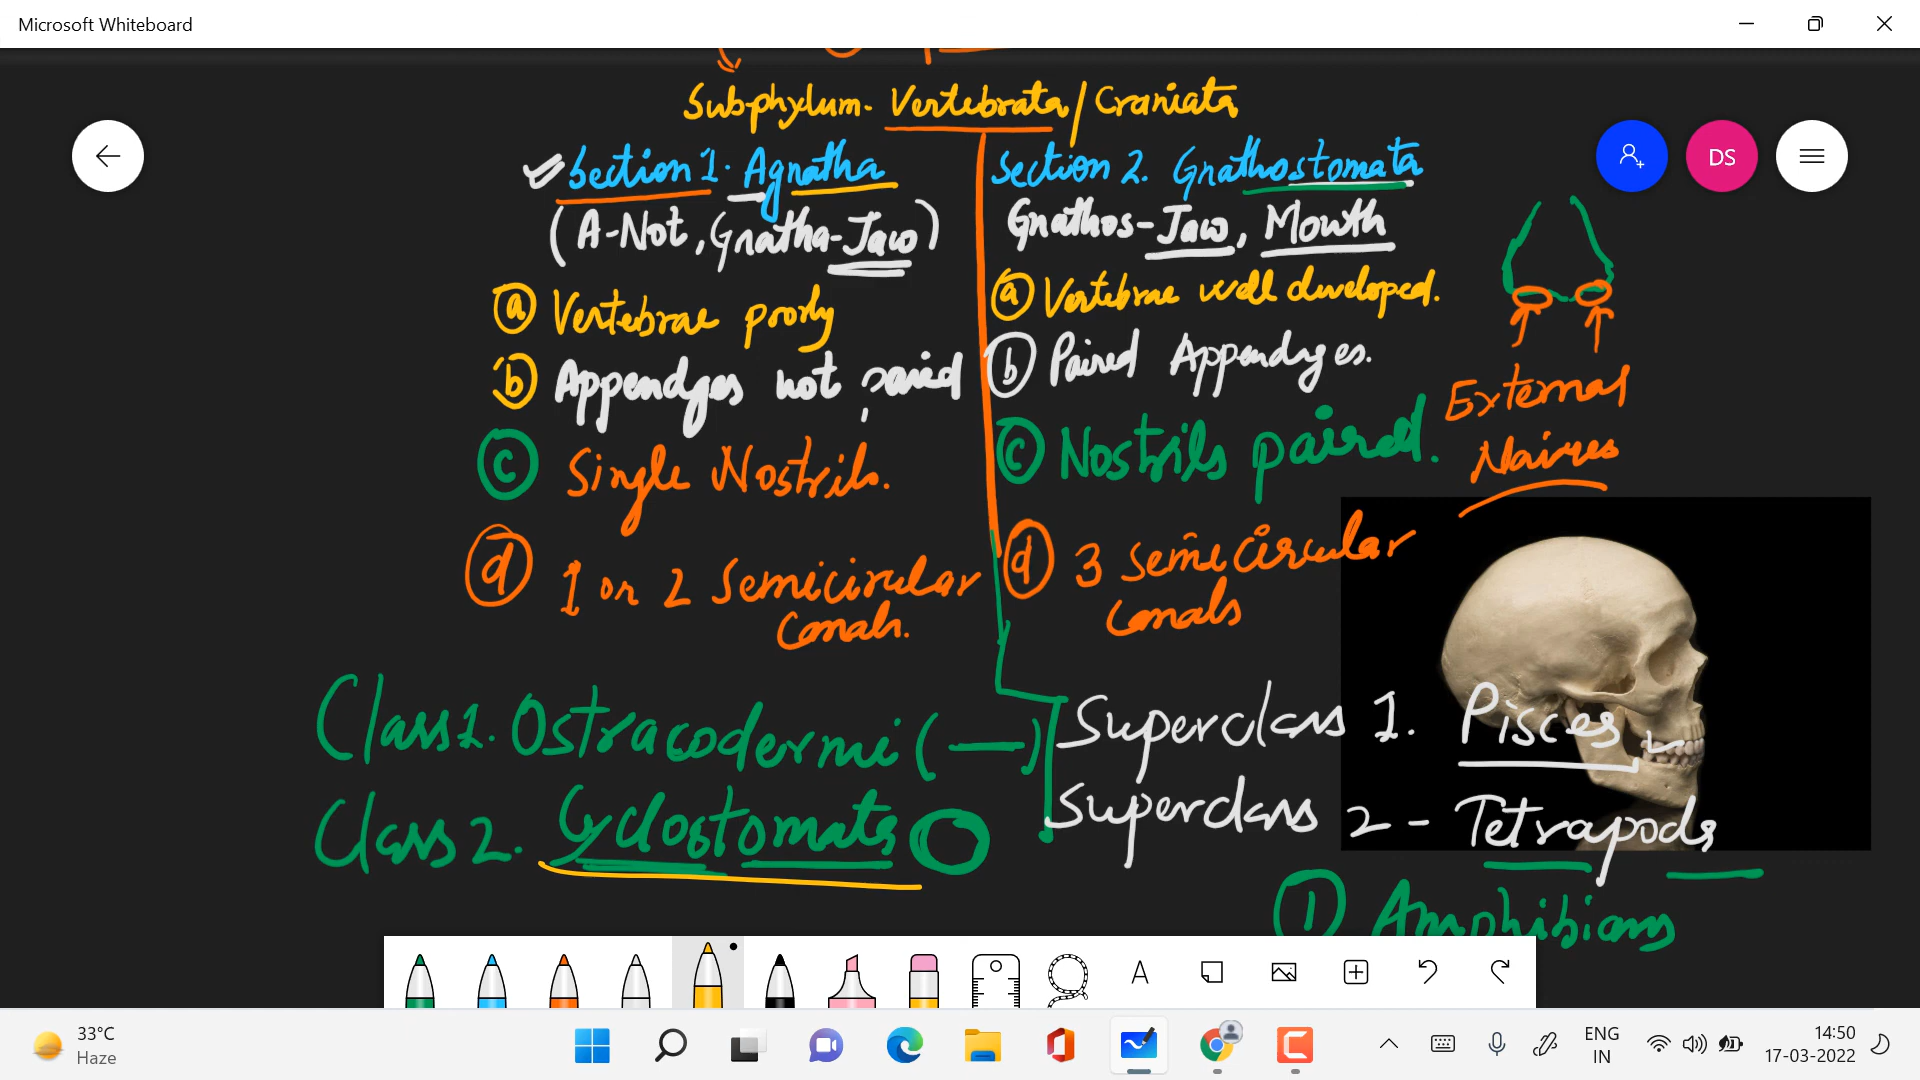 Microsoft Whiteboard
Subphylum- Vertebrata/Craniata
Section 1. Agnatha
(A-Not, Gnatha-Jaw)
a Vertebrae poorly
b Appendges not paired
c Single Nostrils.
d 1 or 2 Semicircular
Canals.
Class 1. Ostracodermi (—)
Class 2. Cyclostomata
Section 2. Gnathostomata
Gnathos-Jaw, Mouth
a Vertebrae well developed.
b Paired Appendages.
c Nostrils paired.
d 3 Semicircular
Canals
Superclass 1. Pisces
Superclass 2 - Tetrapods
1 Amphibians
External
DS
A
33°C
Haze
ENG
IN
14:50
17-03-2022